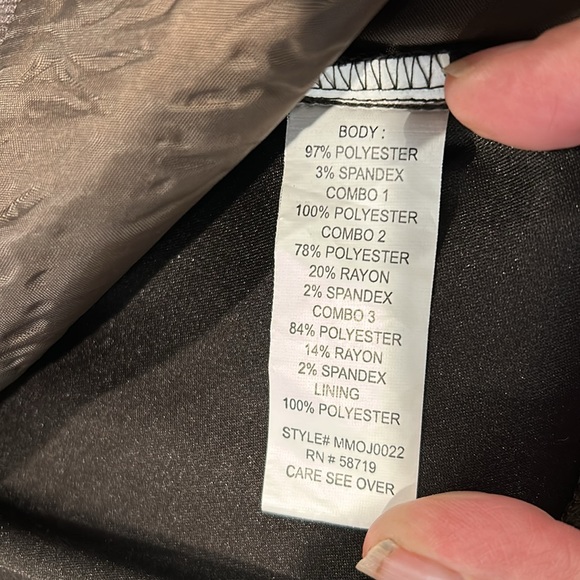 BODY :
97% POLYESTER
3% SPANDEX
COMBO 1
100% POLYESTER
COMBO 2
78% POLYESTER
20% RAYON
2% SPANDEX
COMBO 3
84% POLYESTER
14% RAYON
2% SPANDEX
LINING
100% POLYESTER
STYLE# MMOJ0022
RN # 58719
CARE SEE OVER